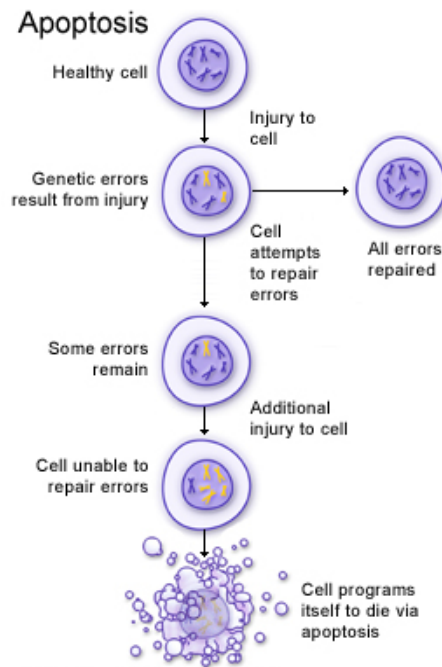 Apoptosis
Healthy cell
Injury to
cell
Genetic errors
result from injury
Cell
attempts
to repair
errors
All errors
repaired
Some errors
remain
Additional
injury to cell
Cell unable to
repair errors
Cell programs
itself to die via
apoptosis